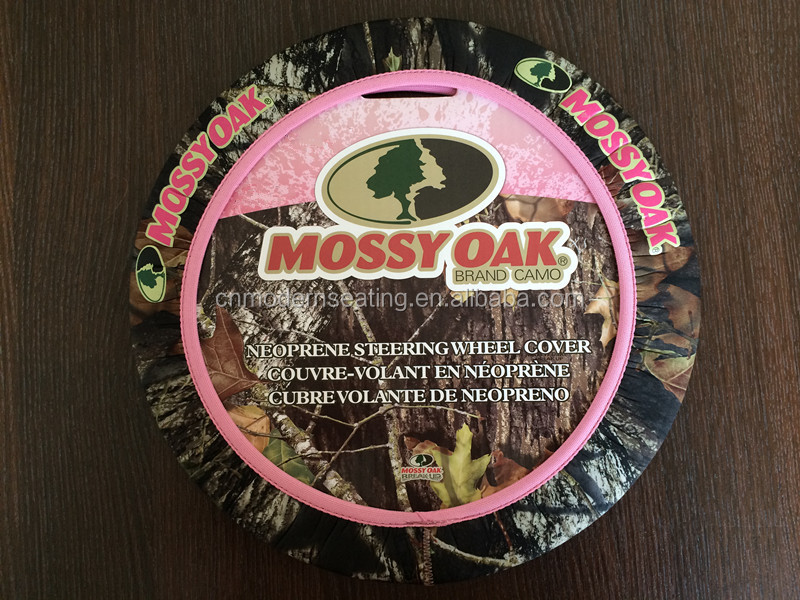 MOSSY OAK®
MOSSY OAK®
MOSSY OAK®
BRAND CAMO
cnmodernseating.en.alibaba.com
NEOPRENE STEERING WHEEL COVER
COUVRE-VOLANT EN NÉOPRÈNE
CUBREVOLANTE DE NEOPRENO
MOSSY OAK
BREAK-UP